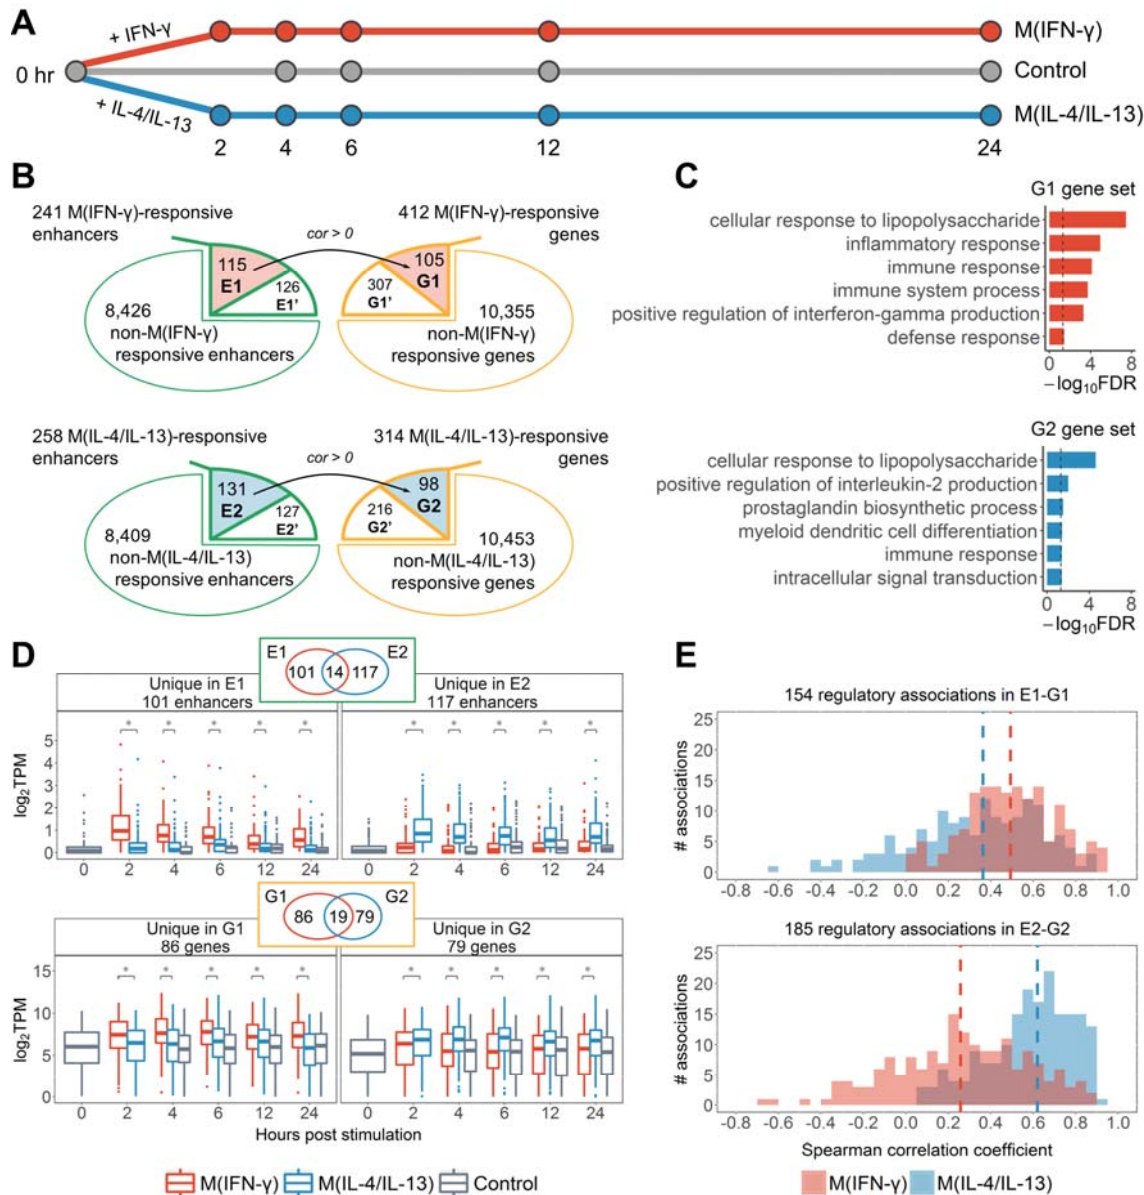 A
+ IFN-γ
M(IFN-γ)
0 hr
Control
+ IL-4/IL-13
M(IL-4/IL-13)
2 4 6 12 24
B
241 M(IFN-γ)-responsive
enhancers
412 M(IFN-γ)-responsive
genes
cor > 0
115
E1
126
E1'
105
G1
307
G1'
8,426
non-M(IFN-γ)
responsive enhancers
10,355
non-M(IFN-γ)
responsive genes
258 M(IL-4/IL-13)-responsive
enhancers
314 M(IL-4/IL-13)-responsive
genes
cor > 0
131
E2
127
E2'
98
G2
216
G2'
8,409
non-M(IL-4/IL-13)
responsive enhancers
10,453
non-M(IL-4/IL-13)
responsive genes
C
G1 gene set
cellular response to lipopolysaccharide
inflammatory response
immune response
immune system process
positive regulation of interferon-gamma production
defense response
0 4 8
−log10FDR
G2 gene set
cellular response to lipopolysaccharide
positive regulation of interleukin-2 production
prostaglandin biosynthetic process
myeloid dendritic cell differentiation
immune response
intracellular signal transduction
0 4 8
−log10FDR
D
E1 E2
101 14 117
Unique in E1
101 enhancers
Unique in E2
117 enhancers
* * * * * * * * * *
log2TPM
5
4
3
2
1
0
0 2 4 6 12 24 0 2 4 6 12 24
G1 G2
86 19 79
Unique in G1
86 genes
Unique in G2
79 genes
* * * * * * * * * *
log2TPM
15
10
5
0
0 2 4 6 12 24 0 2 4 6 12 24
Hours post stimulation
M(IFN-γ) M(IL-4/IL-13) Control
E
154 regulatory associations in E1-G1
# associations
25
20
15
10
5
0
-0.8 -0.6 -0.4 -0.2 0.0 0.2 0.4 0.6 0.8 1.0
185 regulatory associations in E2-G2
# associations
25
20
15
10
5
0
-0.8 -0.6 -0.4 -0.2 0.0 0.2 0.4 0.6 0.8 1.0
Spearman correlation coefficient
M(IFN-γ) M(IL-4/IL-13)